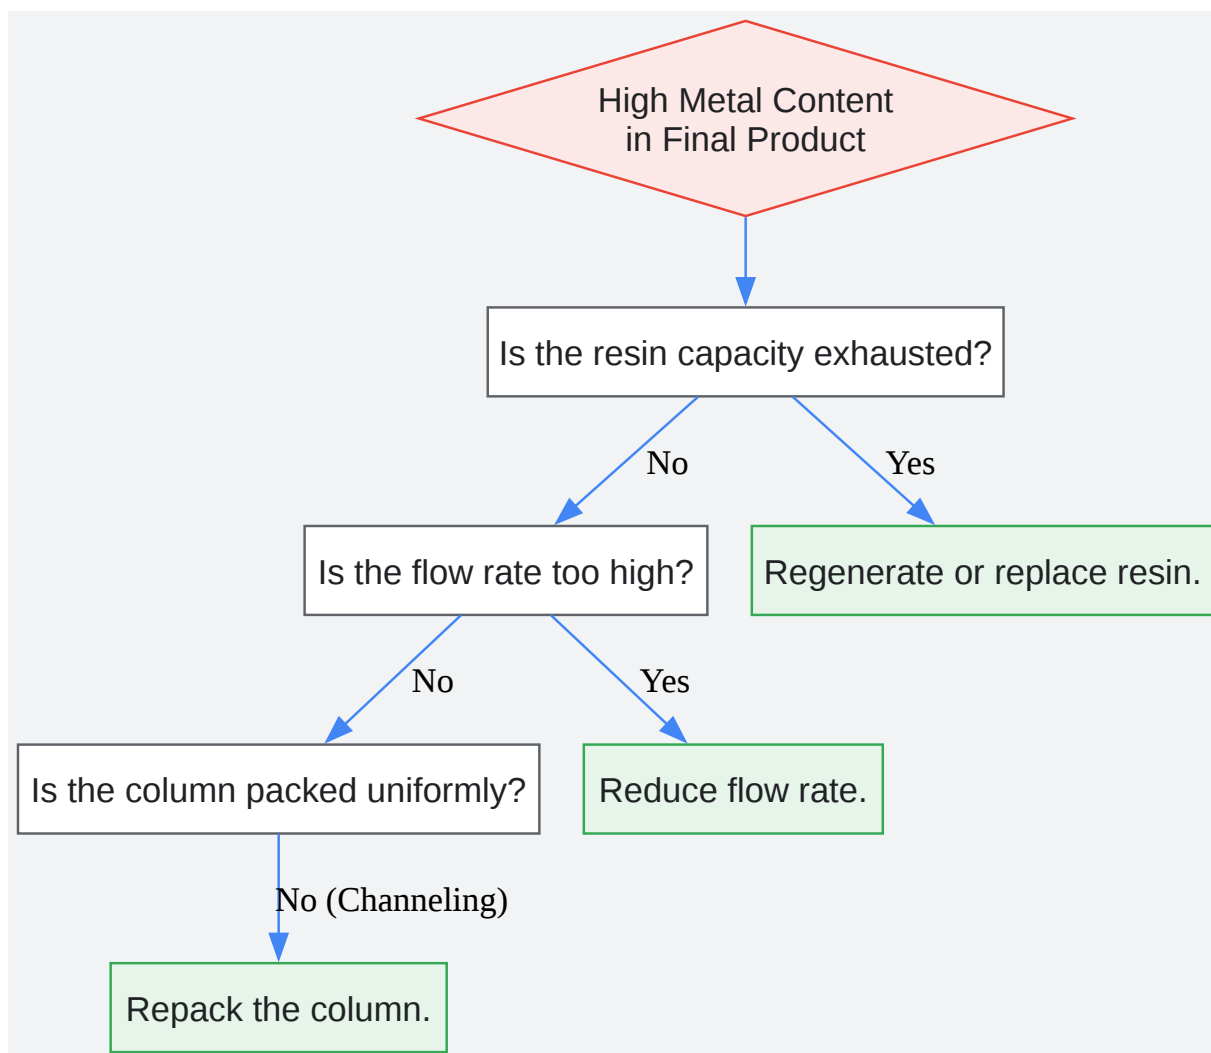 High Metal Content
in Final Product
Is the resin capacity exhausted?
No
Yes
Is the flow rate too high?
Regenerate or replace resin.
No
Yes
Is the column packed uniformly?
Reduce flow rate.
No (Channeling)
Repack the column.